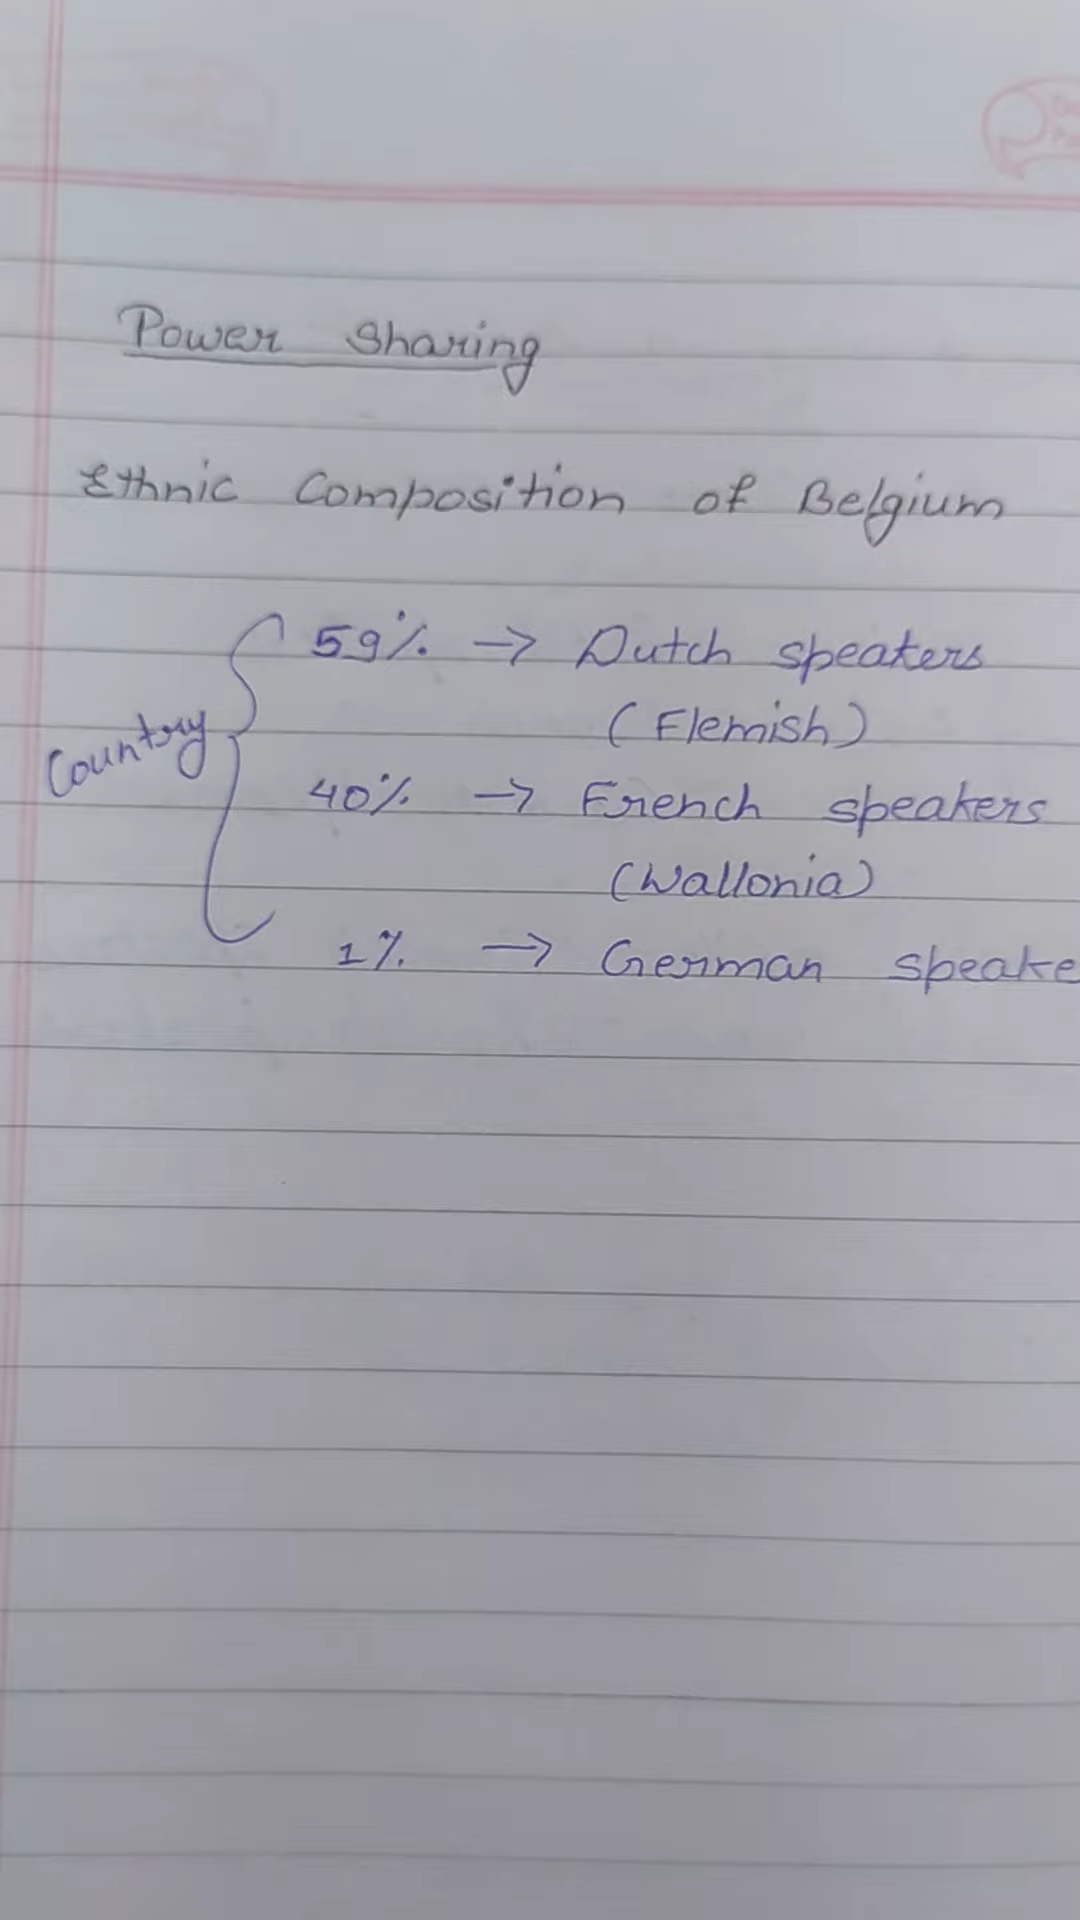 Power Sharing
Ethnic Composition of Belgium
59% → Dutch speakers
(Flemish)
Country
40% → French speakers
(Wallonia)
1% → German speake